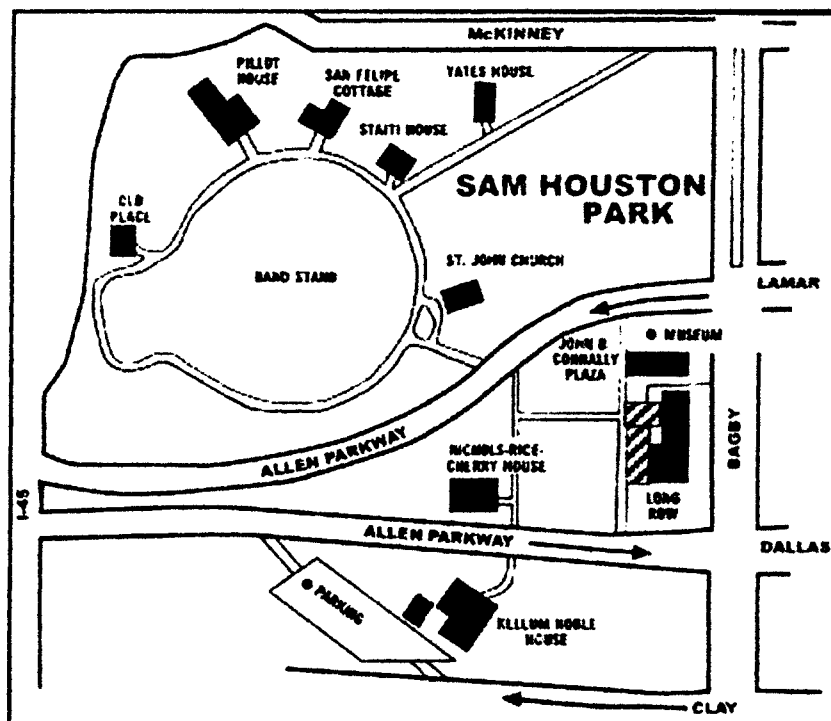 McKINNEY
PILLOT
HOUSE
SAN FELIPE
COTTAGE
YATES HOUSE
STAITI HOUSE
SAM HOUSTON
PARK
OLD
PLACE
BAND STAND
ST. JOHN CHURCH
LAMAR
MUSEUM
JOHN B
CONNALLY
PLAZA
ALLEN PARKWAY
NICHOLS-RICE-
CHERRY HOUSE
BAGBY
I-45
LONG
ROW
ALLEN PARKWAY
DALLAS
PARKING
KELLUM NOBLE
HOUSE
CLAY